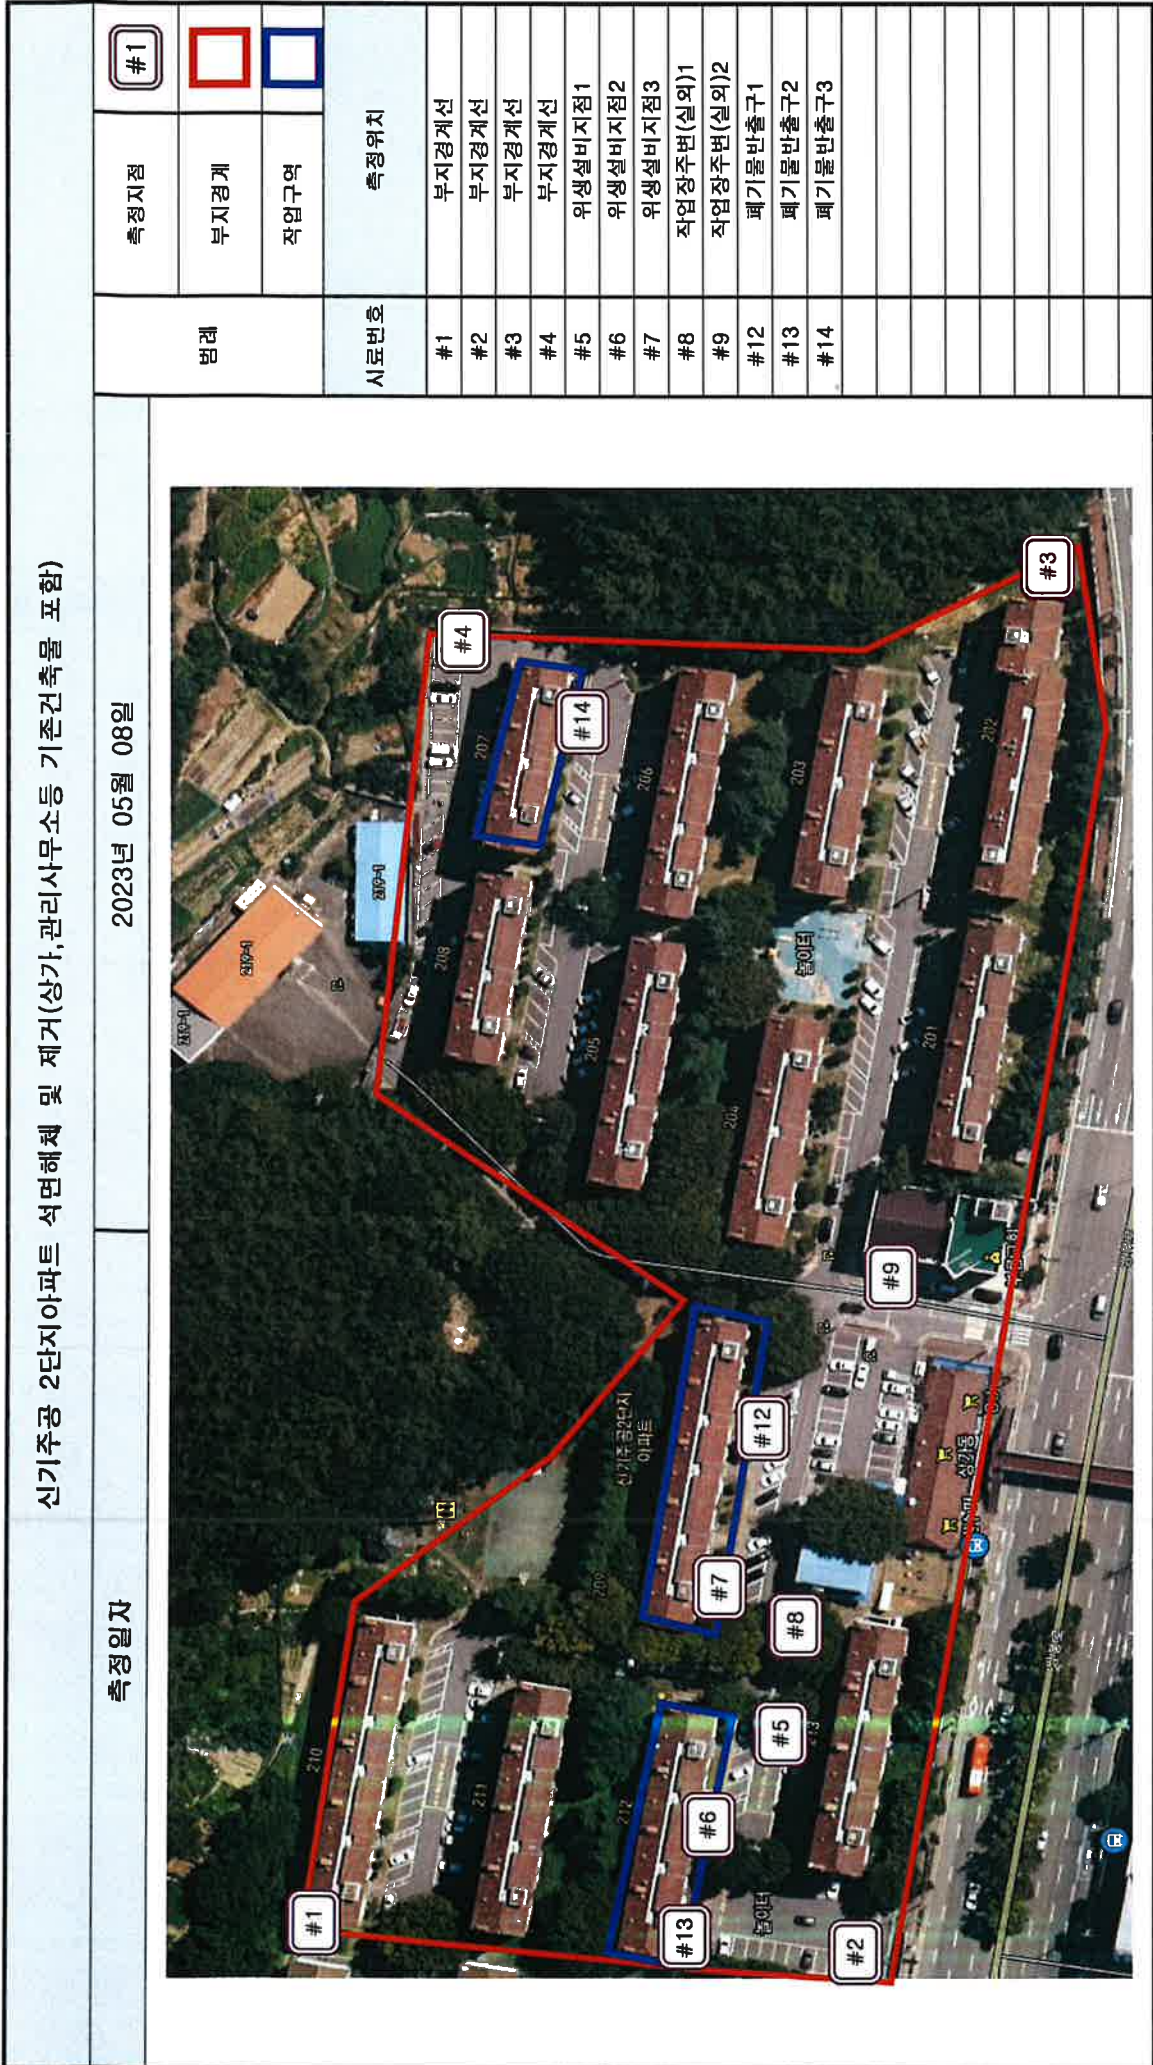 신기주공 2단지아파트 석면해체 및 제거(상가,관리사무소등 기존건축물 포함)
측정일자
2023년 05월 08일
범례
측정지점
#1
부지경계
작업구역
시료번호
측정위치
#1
부지경계선
#2
부지경계선
#3
부지경계선
#4
부지경계선
#5
위생설비지점1
#6
위생설비지점2
#7
위생설비지점3
#8
작업장주변(실외)1
#9
작업장주변(실외)2
#12
폐기물반출구1
#13
폐기물반출구2
#14
폐기물반출구3
#1
210
211
212
#13
#6
#5
213
#2
놀이터
209
#7
#8
#12
신기주공2단지
아파트
상가동
#9
208
207
#4
#14
205
206
204
놀이터
203
201
202
#3